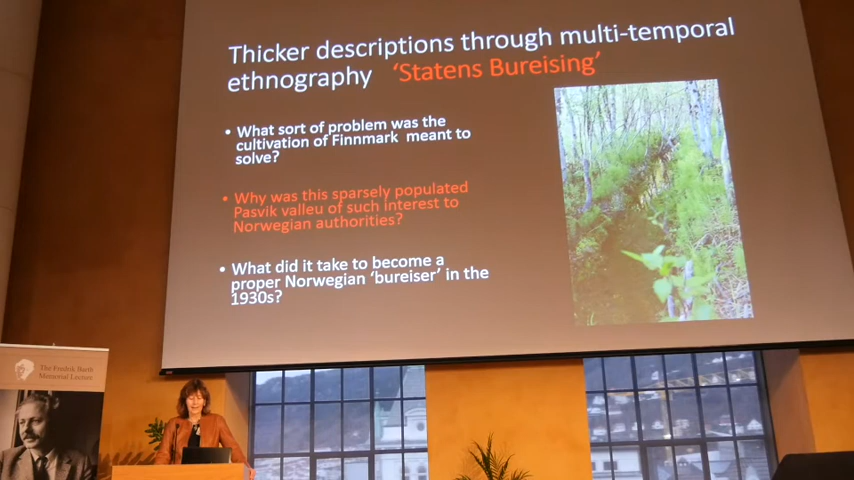 Thicker descriptions through multi-temporal
ethnography 'Statens Bureising'
• What sort of problem was the
cultivation of Finnmark meant to
solve?
• Why was this sparsely populated
Pasvik valleu of such interest to
Norwegian authorities?
• What did it take to become a
proper Norwegian 'bureiser' in the
1930s?
The Fredrik Barth
Memorial Lecture